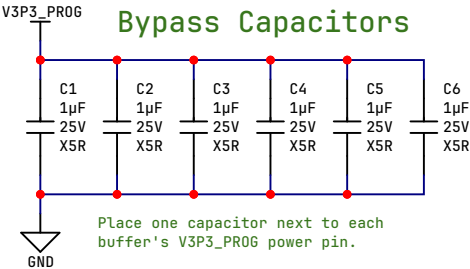 V3P3_PROG
Bypass Capacitors
C1
1µF
25V
X5R
C2
1µF
25V
X5R
C3
1µF
25V
X5R
C4
1µF
25V
X5R
C5
1µF
25V
X5R
C6
1µF
25V
X5R
Place one capacitor next to each
buffer's V3P3_PROG power pin.
GND